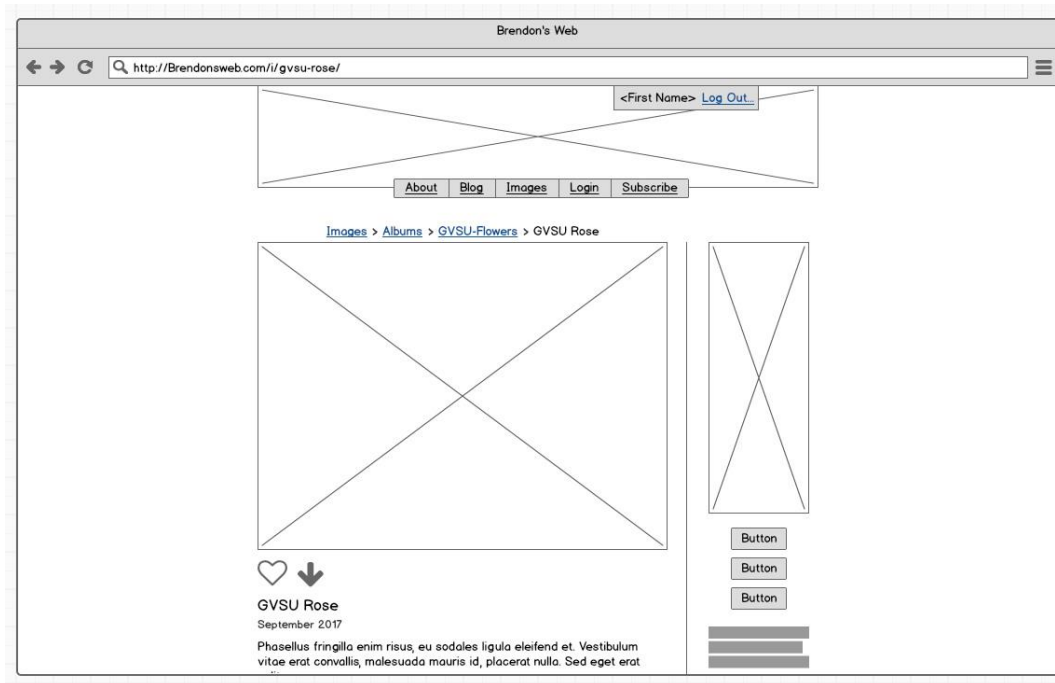 Brendon's Web
http://Brendonsweb.com/i/gvsu-rose/
<First Name> Log Out...
About Blog Images Login Subscribe
Images > Albums > GVSU-Flowers > GVSU Rose
Button
Button
Button
GVSU Rose
September 2017
Phasellus fringilla enim risus, eu sodales ligula eleifend et. Vestibulum
vitae erat convallis, malesuada mauris id, placerat nulla. Sed eget erat